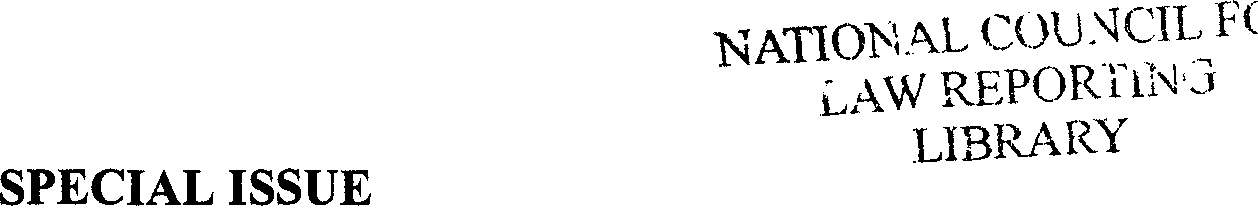 NATIONAL COUNCIL F
LAW REPORTING
LIBRARY
SPECIAL ISSUE